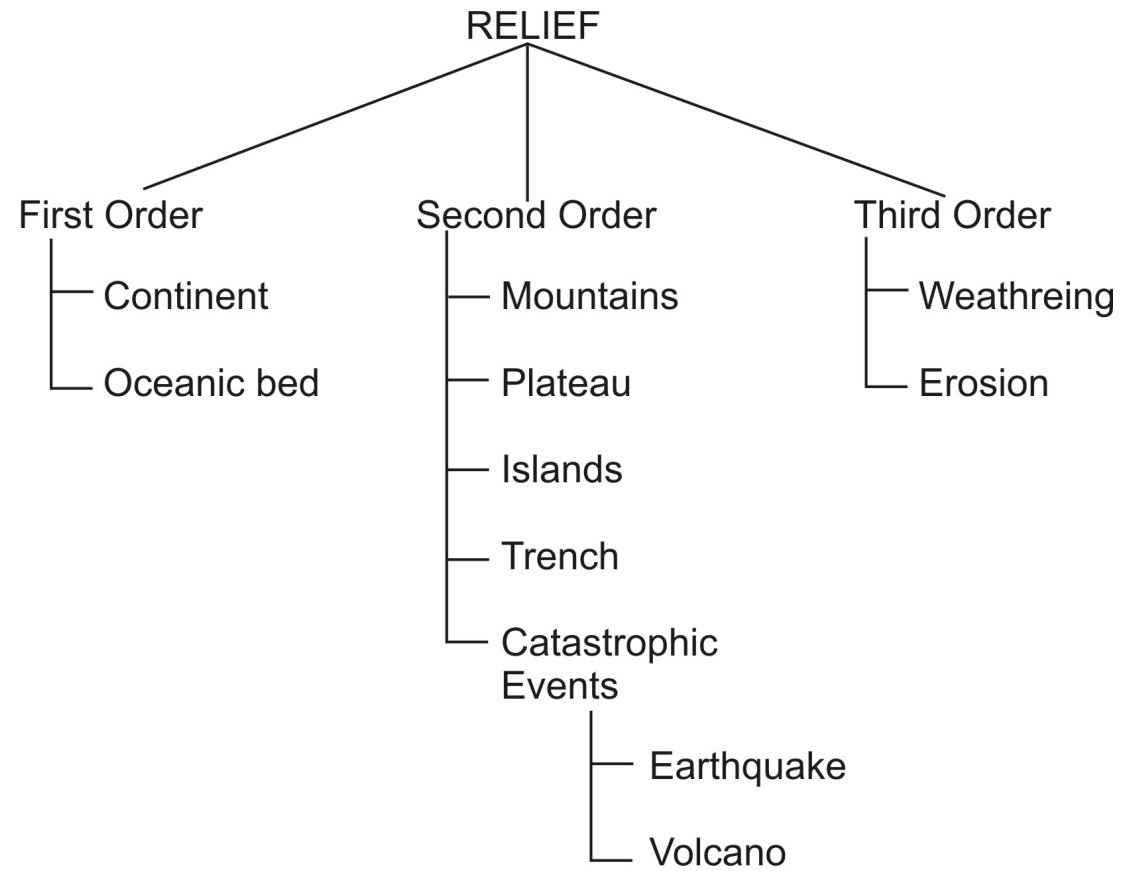 RELIEF
First Order
Continent
Oceanic bed
Second Order
Mountains
Plateau
Islands
Trench
Catastrophic
Events
Earthquake
Volcano
Third Order
Weathreing
Erosion